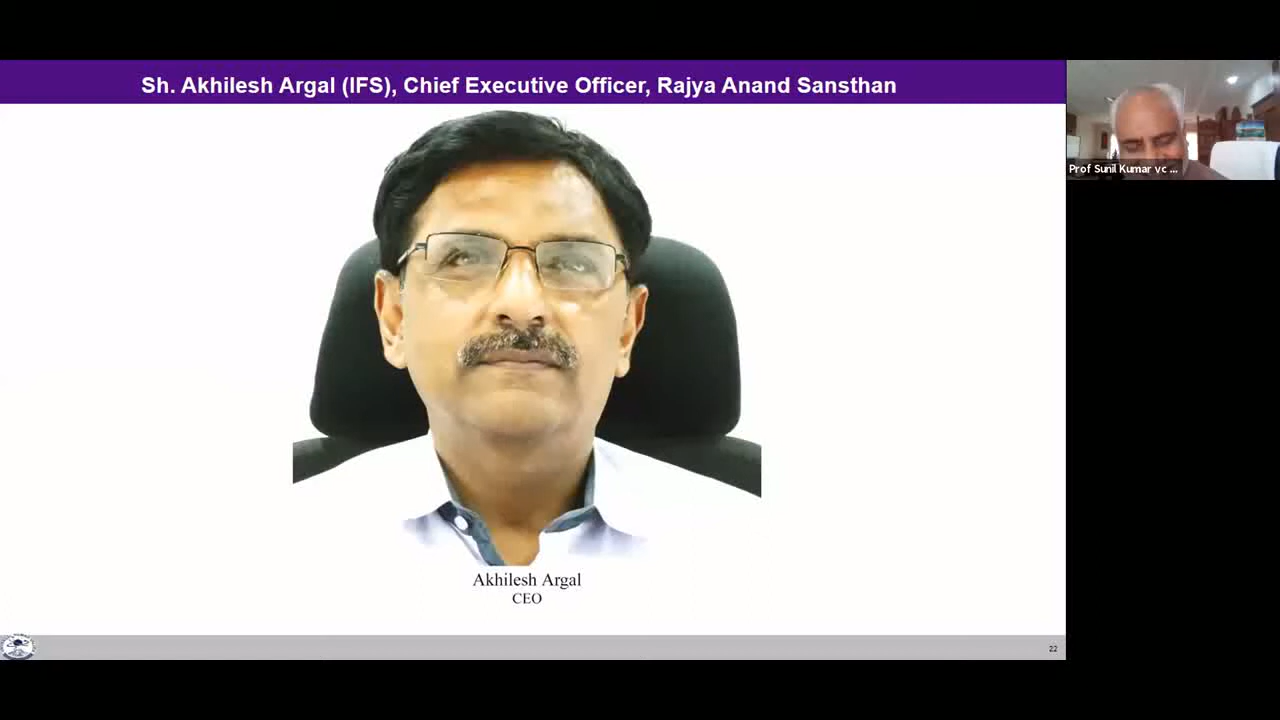 Sh. Akhilesh Argal (IFS), Chief Executive Officer, Rajya Anand Sansthan
Prof Sunil Kumar vc ...
Akhilesh Argal
CEO
22